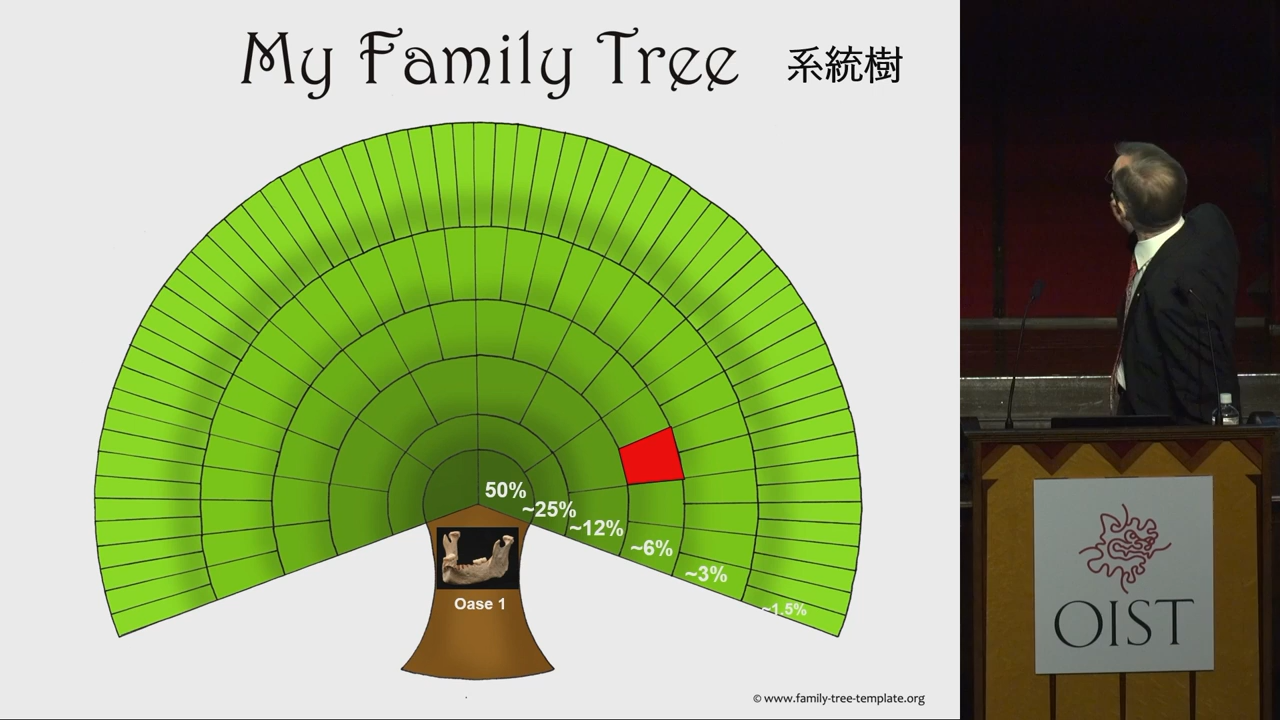 My Family Tree 系統樹
50%
~25%
~12%
~6%
~3%
~1.5%
Oase 1
© www.family-tree-template.org
OIST